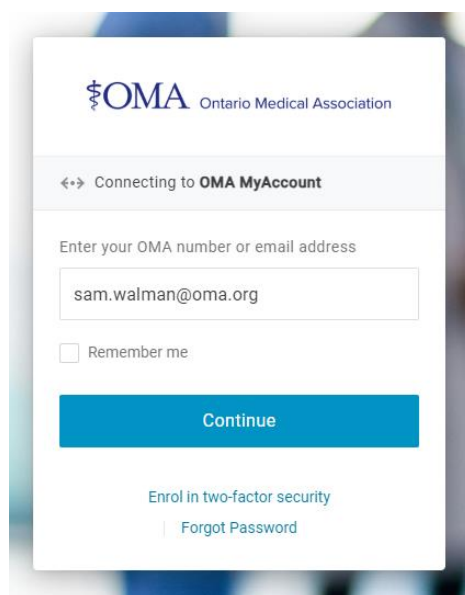 OMA Ontario Medical Association
Connecting to OMA MyAccount
Enter your OMA number or email address
sam.walman@oma.org
Remember me
Continue
Enrol in two-factor security
Forgot Password